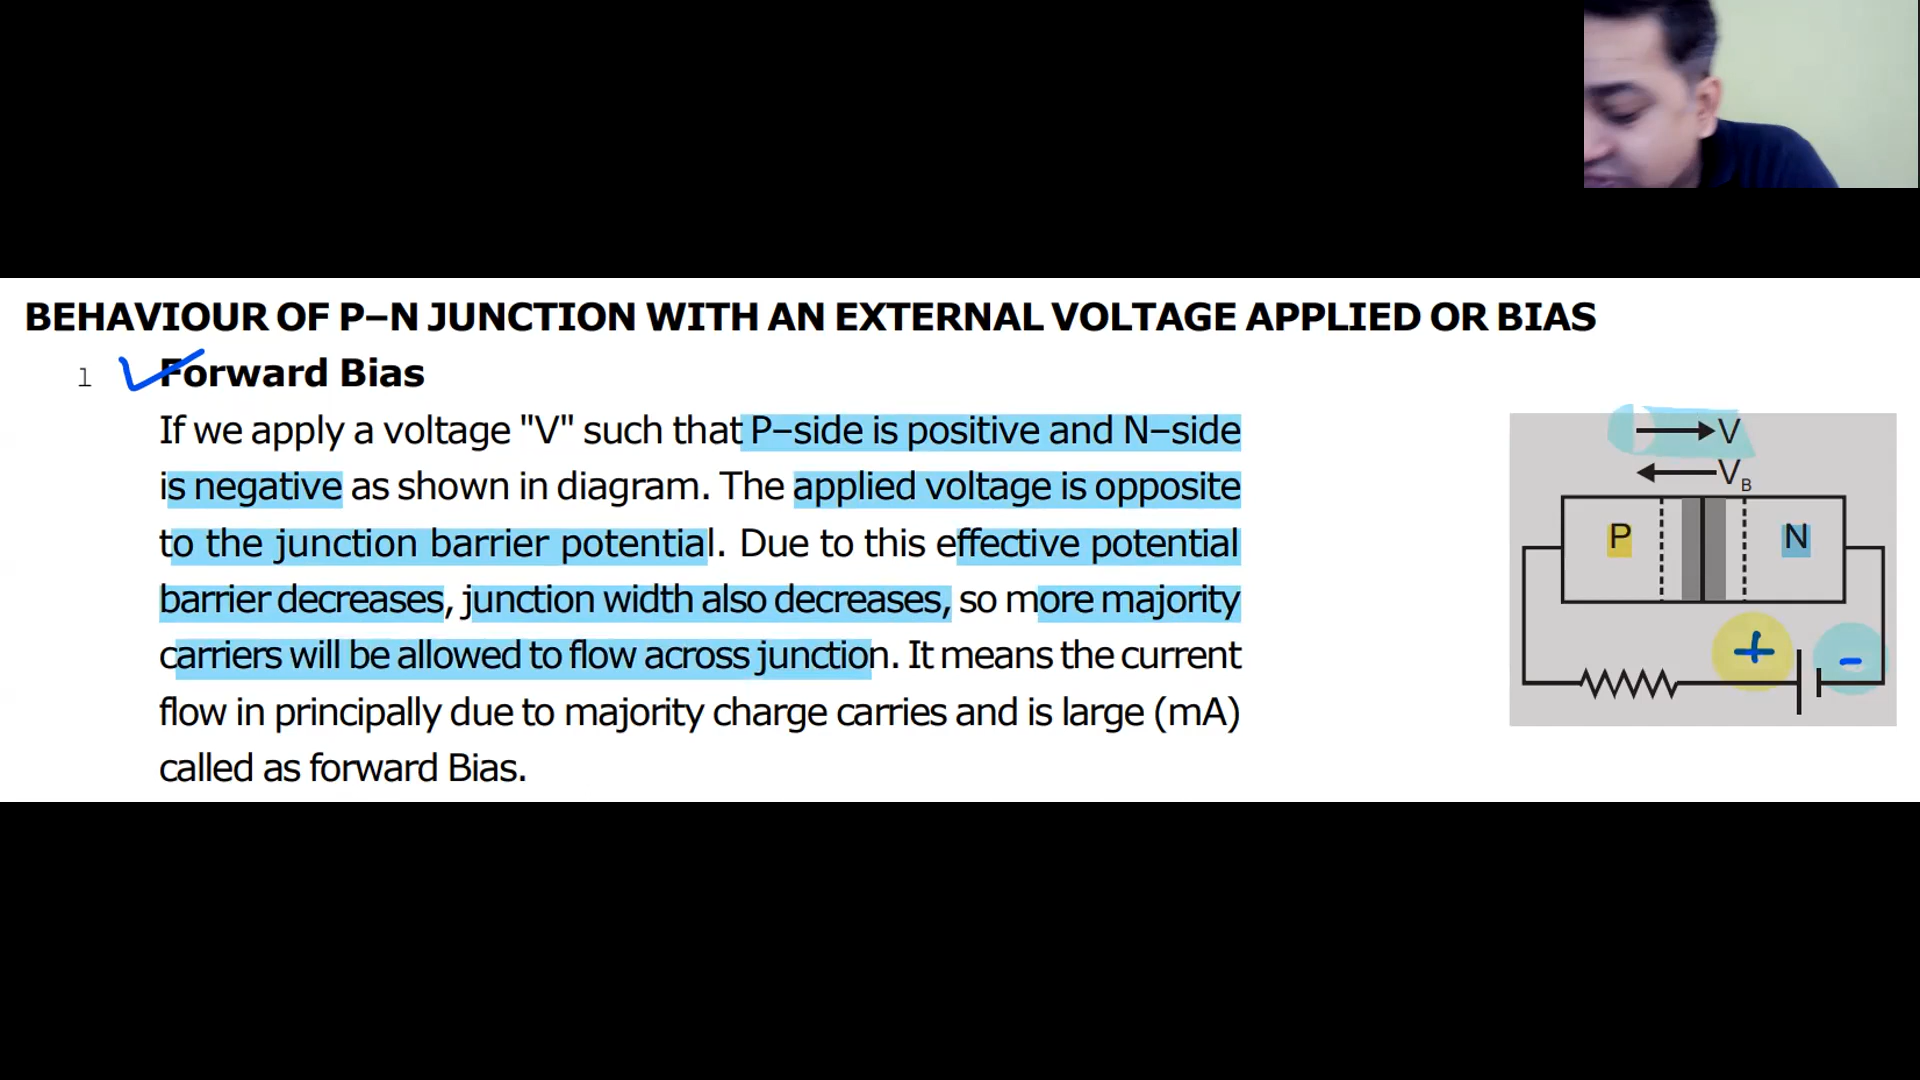 BEHAVIOUR OF P–N JUNCTION WITH AN EXTERNAL VOLTAGE APPLIED OR BIAS
1 Forward Bias
If we apply a voltage "V" such that P–side is positive and N–side
is negative as shown in diagram. The applied voltage is opposite
to the junction barrier potential. Due to this effective potential
barrier decreases, junction width also decreases, so more majority
carriers will be allowed to flow across junction. It means the current
flow in principally due to majority charge carries and is large (mA)
called as forward Bias.
V
VB
P N
+ -